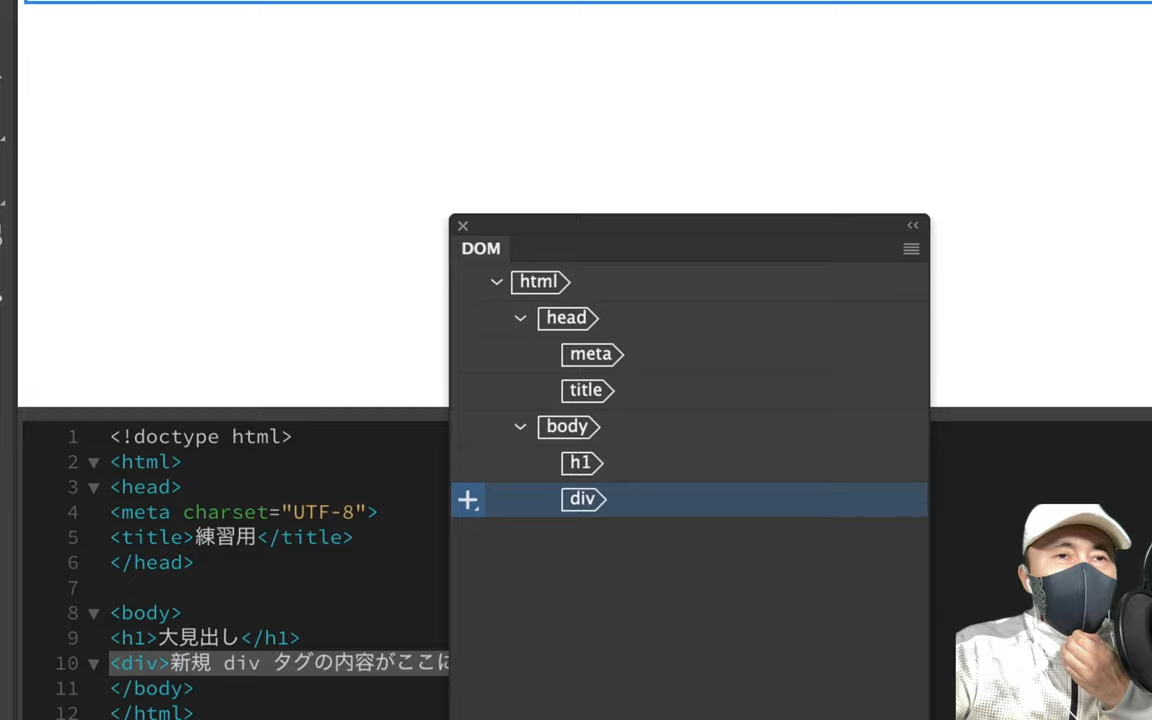 DOM
html
head
meta
title
body
h1
div
1 <!doctype html>
2 <html>
3 <head>
4 <meta charset="UTF-8">
5 <title>練習用</title>
6 </head>
7
8 <body>
9 <h1>大見出し</h1>
10 <div>新規 div タグの内容がここに
11 </body>
12 </html>